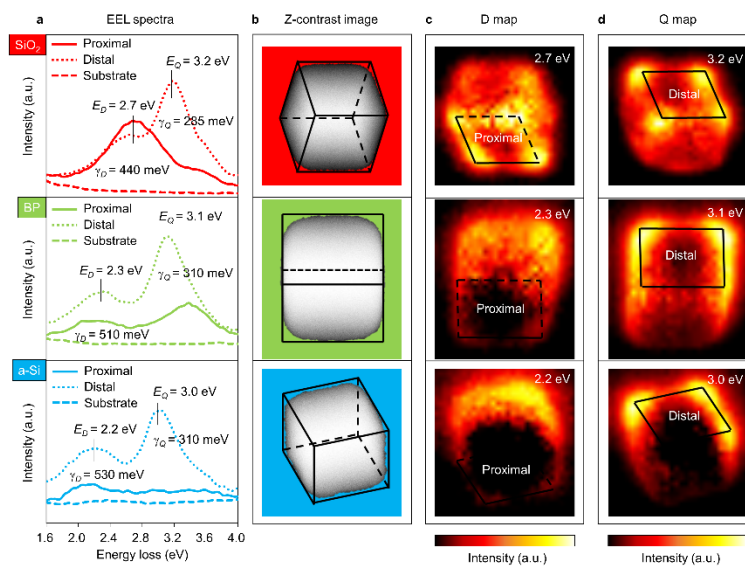 a EEL spectra
b Z-contrast image
c D map
d Q map
SiO2
Proximal
Distal
Substrate
EQ = 3.2 eV
ED = 2.7 eV
γQ = 285 meV
γD = 440 meV
Intensity (a.u.)
2.7 eV
Proximal
3.2 eV
Distal
BP
Proximal
Distal
Substrate
EQ = 3.1 eV
ED = 2.3 eV
γQ = 310 meV
γD = 510 meV
Intensity (a.u.)
2.3 eV
Proximal
3.1 eV
Distal
a-Si
Proximal
Distal
Substrate
EQ = 3.0 eV
ED = 2.2 eV
γQ = 310 meV
γD = 530 meV
Intensity (a.u.)
2.2 eV
Proximal
3.0 eV
Distal
1.6 2.0 2.4 2.8 3.2 3.6 4.0
Energy loss (eV)
Intensity (a.u.)
Intensity (a.u.)